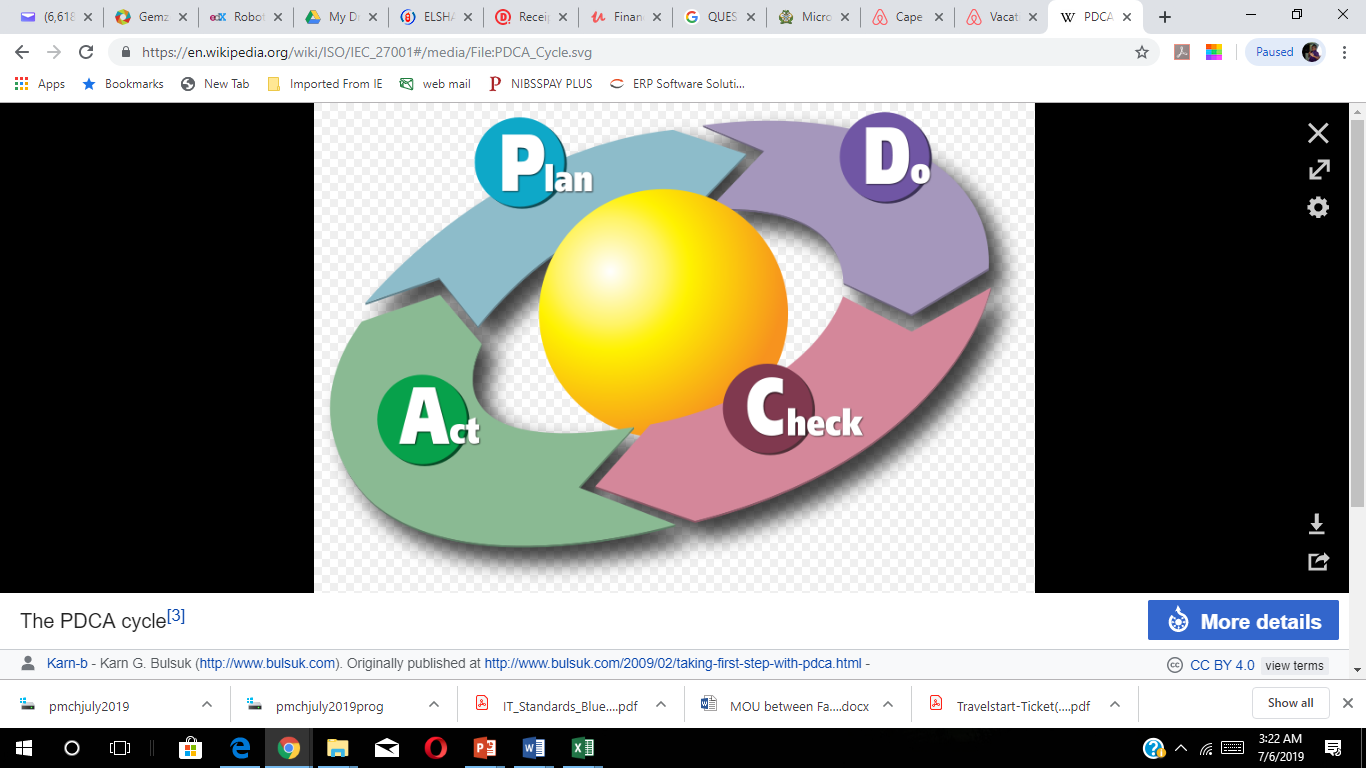 (6,618
Gemz
edX Robot
My D
ELSHA
Recei
Finan
QUES
Micro
Cape
Vacat
W PDCA
https://en.wikipedia.org/wiki/ISO/IEC_27001#/media/File:PDCA_Cycle.svg
Paused
Apps Bookmarks New Tab Imported From IE web mail NIBSSPAY PLUS ERP Software Soluti...
Plan
Do
Check
Act
The PDCA cycle[3]
More details
Karn-b - Karn G. Bulsuk (http://www.bulsuk.com). Originally published at http://www.bulsuk.com/2009/02/taking-first-step-with-pdca.html -
cc CC BY 4.0 view terms
pmchjuly2019
pmchjuly2019prog
IT_Standards_Blue....pdf
MOU between Fa....docx
Travelstart-Ticket(....pdf
Show all
3:22 AM
7/6/2019